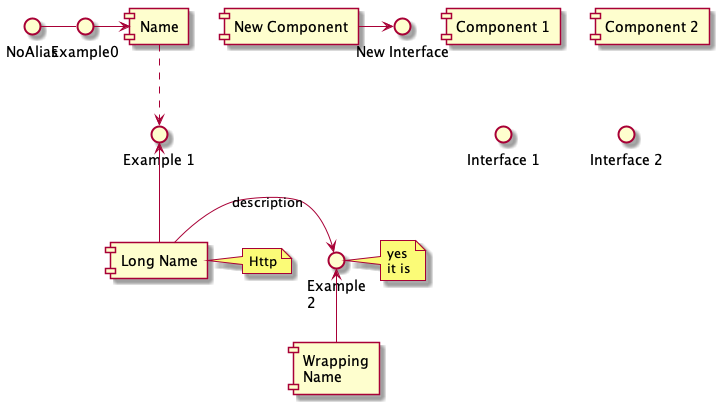 Name
New Component
Component 1
Component 2
NoAlias
Example0
New Interface
Example 1
Interface 1
Interface 2
description
Long Name
Http
yes
it is
Example
2
Wrapping
Name